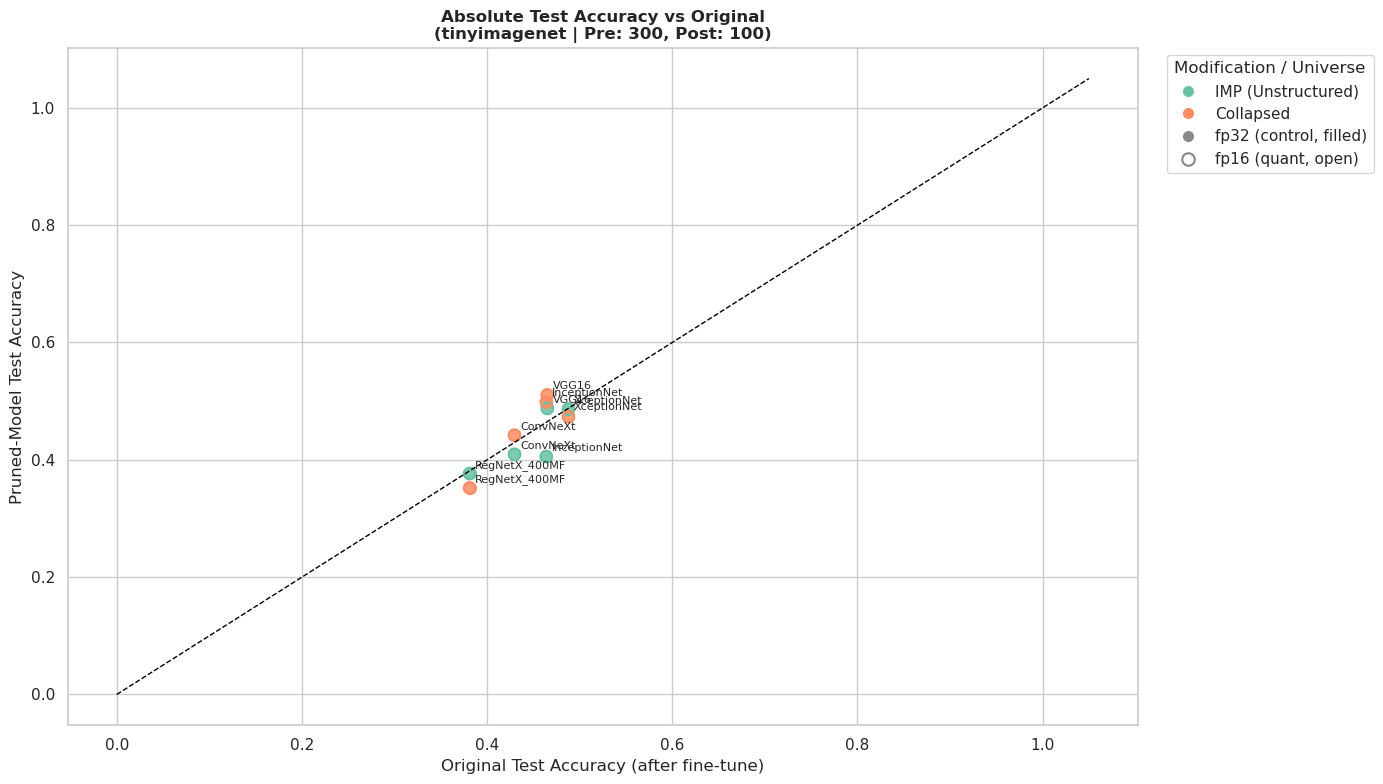 Absolute Test Accuracy vs Original
(tinyimagenet | Pre: 300, Post: 100)
Modification / Universe
IMP (Unstructured)
Collapsed
fp32 (control, filled)
fp16 (quant, open)
Pruned-Model Test Accuracy
1.0
0.8
0.6
0.4
0.2
0.0
VGG16
InceptionNet
VGG16
XceptionNet
XceptionNet
ConvNeXt
ConvNeXt
InceptionNet
RegNetX_400MF
RegNetX_400MF
0.0
0.2
0.4
0.6
0.8
1.0
Original Test Accuracy (after fine-tune)